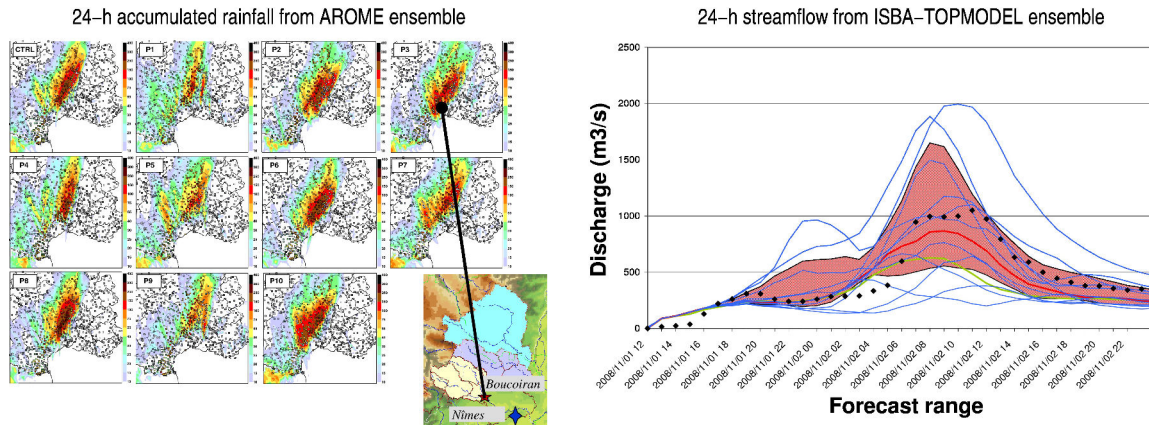 24-h accumulated rainfall from AROME ensemble
CTRL
P1
P2
P3
P4
P5
P6
P7
P8
P9
P10
Boucoiran
Nîmes
24-h streamflow from ISBA-TOPMODEL ensemble
Discharge (m3/s)
2500
2000
1500
1000
500
0
2008/11/01 12
2008/11/01 14
2008/11/01 16
2008/11/01 18
2008/11/01 20
2008/11/01 22
2008/11/02 00
2008/11/02 02
2008/11/02 04
2008/11/02 06
2008/11/02 08
2008/11/02 10
2008/11/02 12
2008/11/02 14
2008/11/02 16
2008/11/02 18
2008/11/02 20
2008/11/02 22
Forecast range